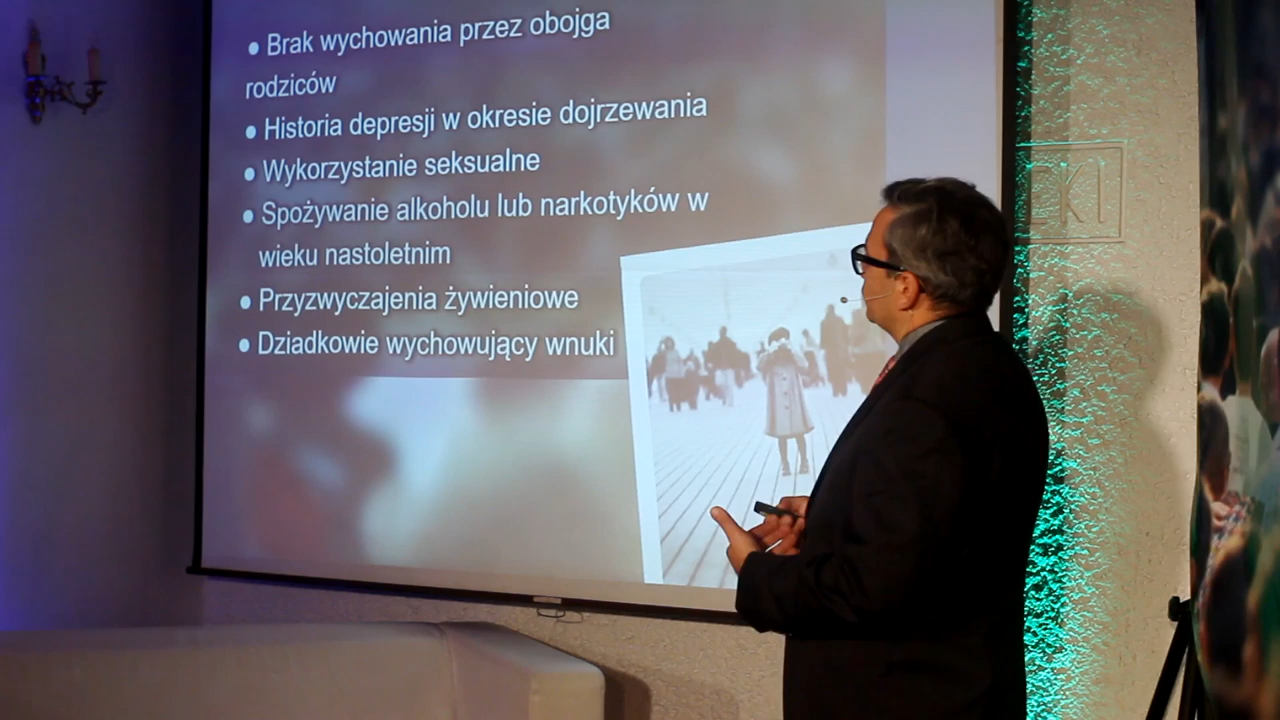 ● Brak wychowania przez obojga
rodziców
● Historia depresji w okresie dojrzewania
● Wykorzystanie seksualne
● Spożywanie alkoholu lub narkotyków w
wieku nastoletnim
● Przyzwyczajenia żywieniowe
● Dziadkowie wychowujący wnuki